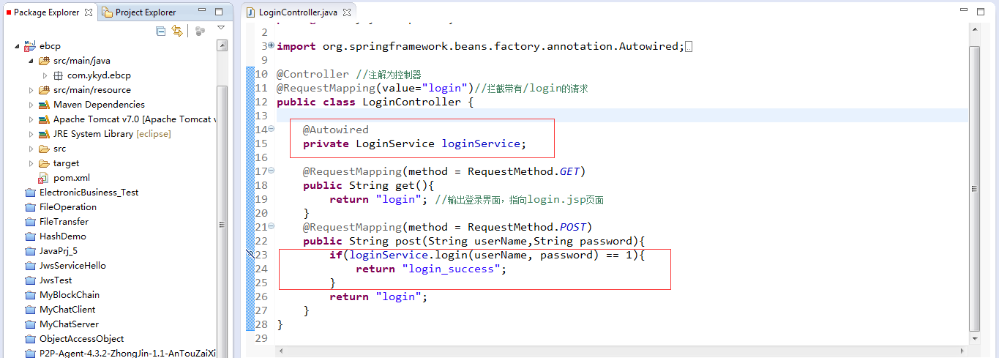 Package Explorer
Project Explorer
ebcp
src/main/java
com.ykyd.ebcp
src/main/resource
Maven Dependencies
Apache Tomcat v7.0 [Apache Tomcat v
JRE System Library [eclipse]
src
target
pom.xml
ElectronicBusiness_Test
FileOperation
FileTransfer
HashDemo
JavaPrj_5
JwsServiceHello
JwsTest
MyBlockChain
MyChatClient
MyChatServer
ObjectAccessObject
P2P-Agent-4.3.2-ZhongJin-1.1-AnTouZaiXi
LoginController.java
2
3 import org.springframework.beans.factory.annotation.Autowired;
9
10 @Controller //注解为控制器
11 @RequestMapping(value="login")//拦截带有/login的请求
12 public class LoginController {
13
14 @Autowired
15 private LoginService loginService;
16
17 @RequestMapping(method = RequestMethod.GET)
18 public String get(){
19 return "login"; //输出登录界面，指向login.jsp页面
20 }
21 @RequestMapping(method = RequestMethod.POST)
22 public String post(String userName,String password){
23 if(loginService.login(userName, password) == 1){
24 return "login_success";
25 }
26 return "login";
27 }
28 }
29